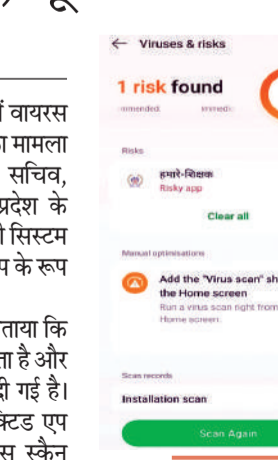 वायरस
मामला
सचिव,
प्रदेश के
सिस्टम
के रूप
कि
है और
दी गई है।
एप
स्कैन
← Viruses & risks
1 risk found
Risks
हमारे-शिक्षक
Risky app
Clear all
Manual optimisations
Add the "Virus scan" sh
the Home screen
Run a virus scan right from
Home screen.
Scan records
Installation scan
Scan Again